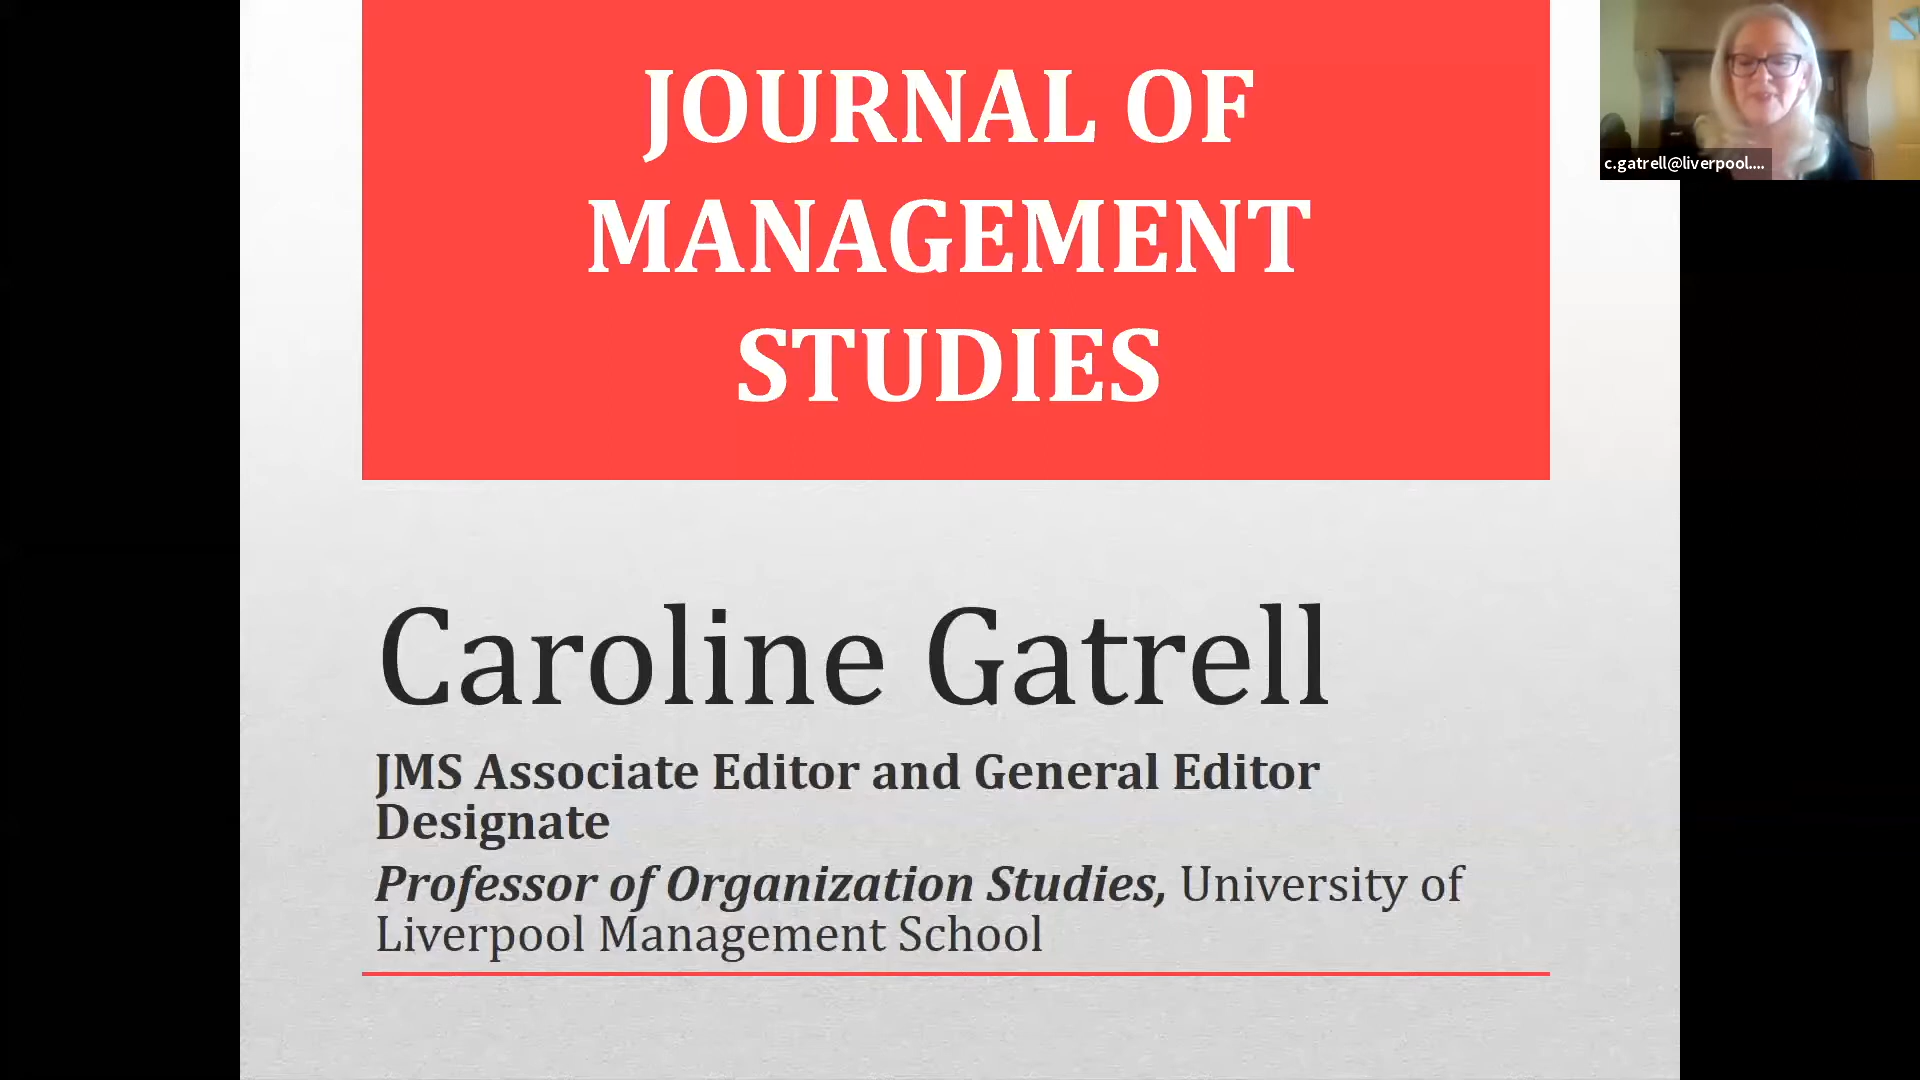 JOURNAL OF
MANAGEMENT
STUDIES
c.gatrell@liverpool....
Caroline Gatrell
JMS Associate Editor and General Editor
Designate
Professor of Organization Studies, University of
Liverpool Management School